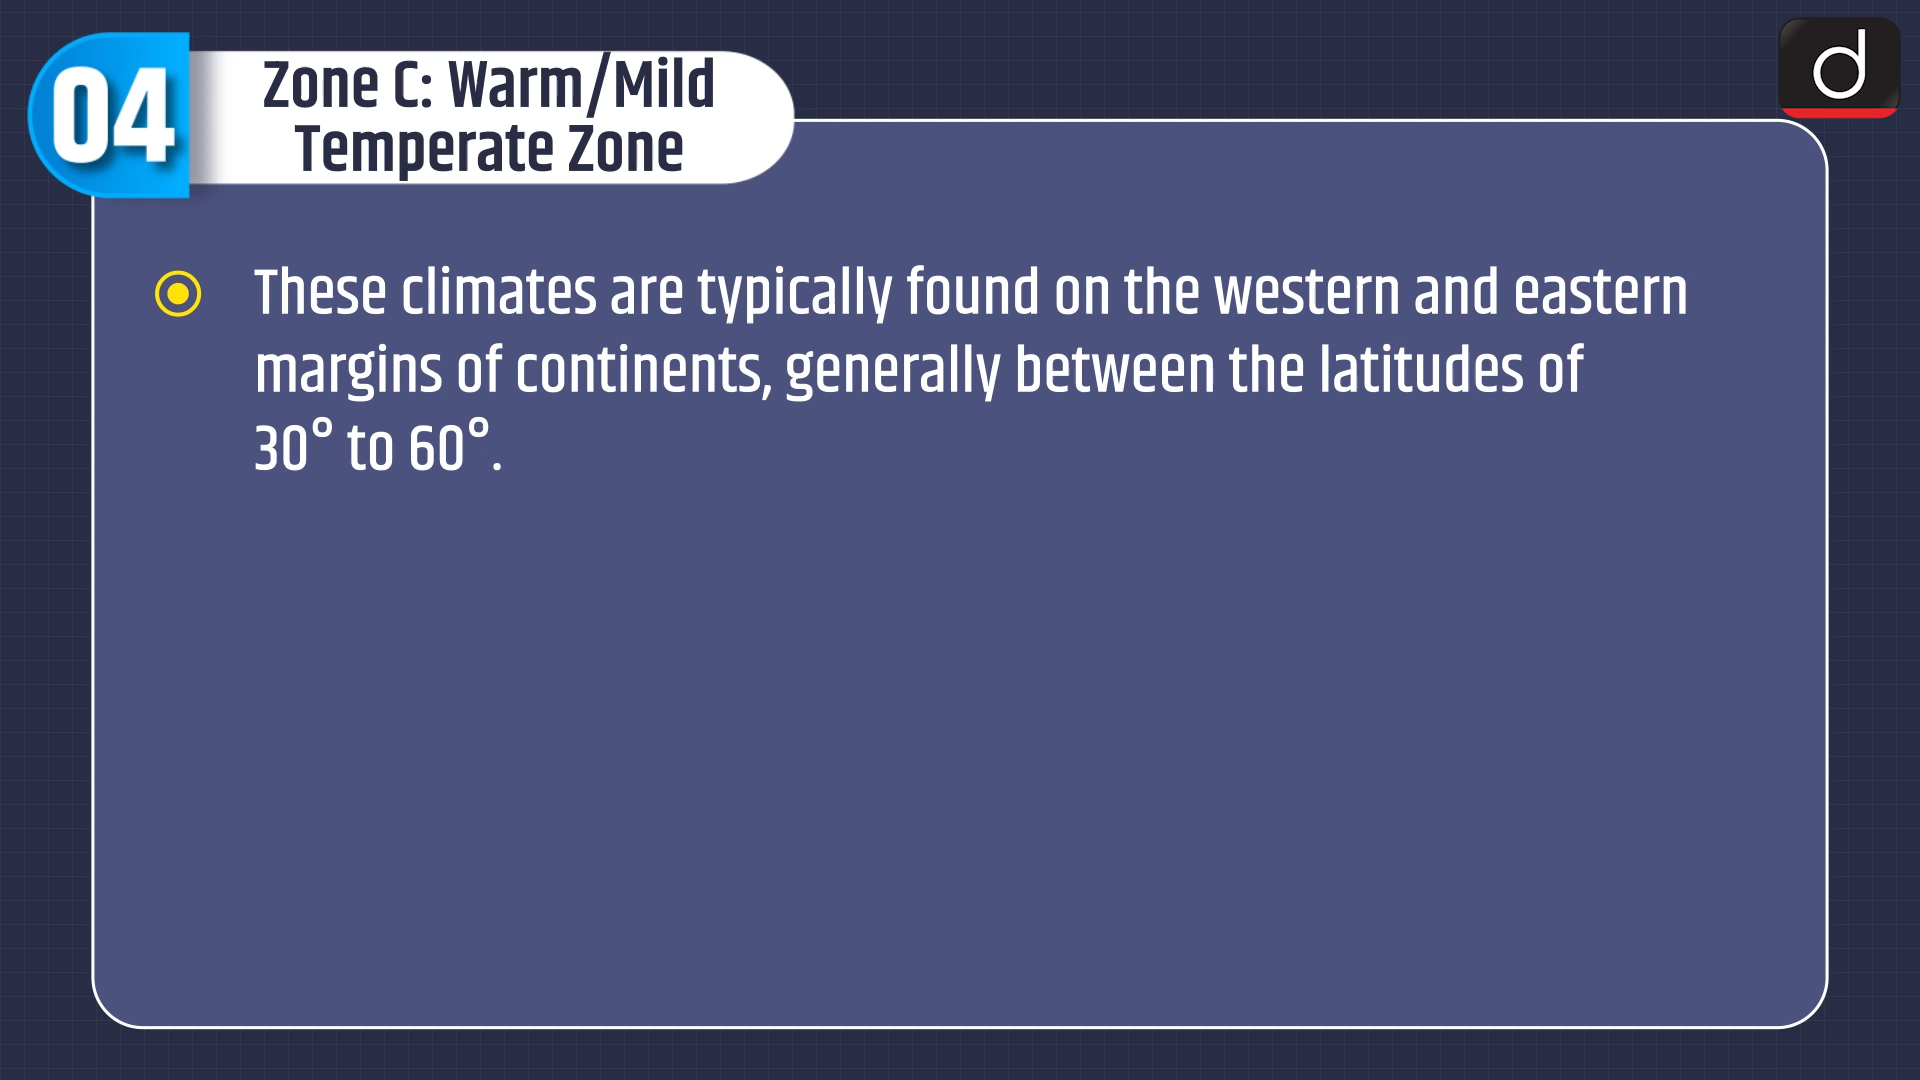 04
Zone C: Warm/Mild
Temperate Zone
d
These climates are typically found on the western and eastern
margins of continents, generally between the latitudes of
30° to 60°.